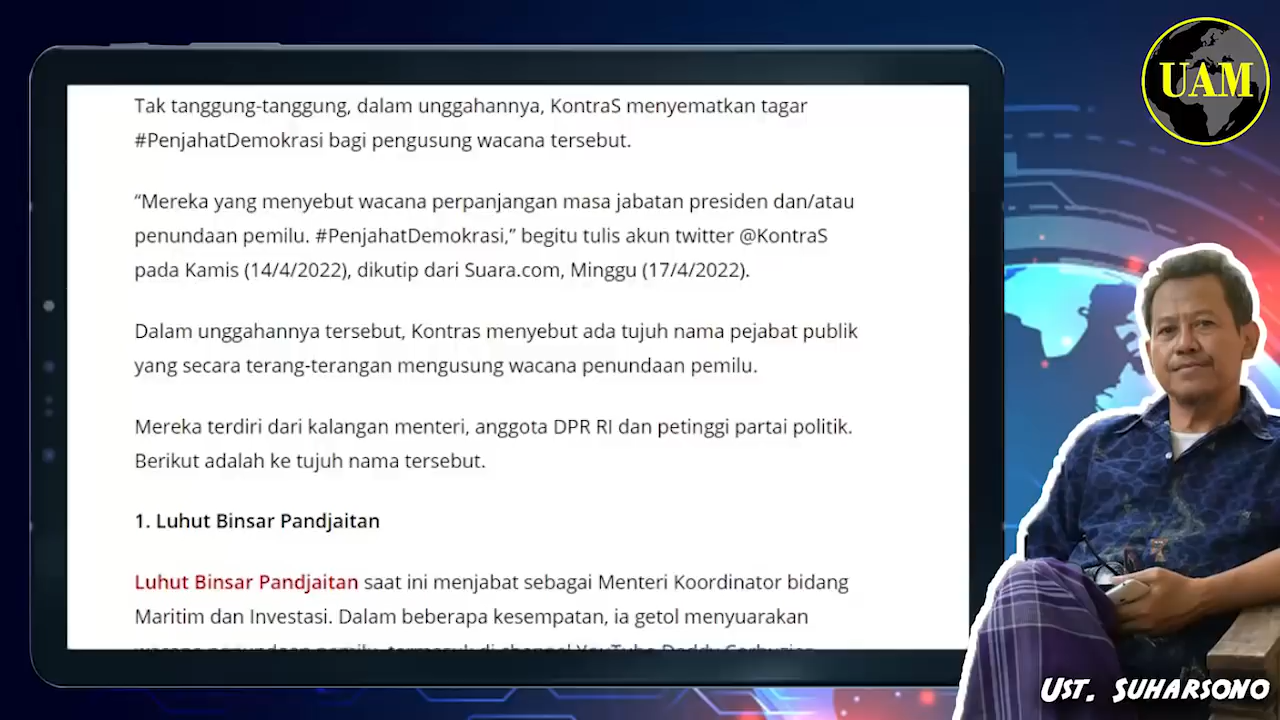 Tak tanggung-tanggung, dalam unggahannya, KontraS menyematkan tagar
#PenjahatDemokrasi bagi pengusung wacana tersebut.
“Mereka yang menyebut wacana perpanjangan masa jabatan presiden dan/atau
penundaan pemilu. #PenjahatDemokrasi,” begitu tulis akun twitter @KontraS
pada Kamis (14/4/2022), dikutip dari Suara.com, Minggu (17/4/2022).
Dalam unggahannya tersebut, Kontras menyebut ada tujuh nama pejabat publik
yang secara terang-terangan mengusung wacana penundaan pemilu.
Mereka terdiri dari kalangan menteri, anggota DPR RI dan petinggi partai politik.
Berikut adalah ke tujuh nama tersebut.
1. Luhut Binsar Pandjaitan
Luhut Binsar Pandjaitan saat ini menjabat sebagai Menteri Koordinator bidang
Maritim dan Investasi. Dalam beberapa kesempatan, ia getol menyuarakan
UAM
UST. SUHARSONO